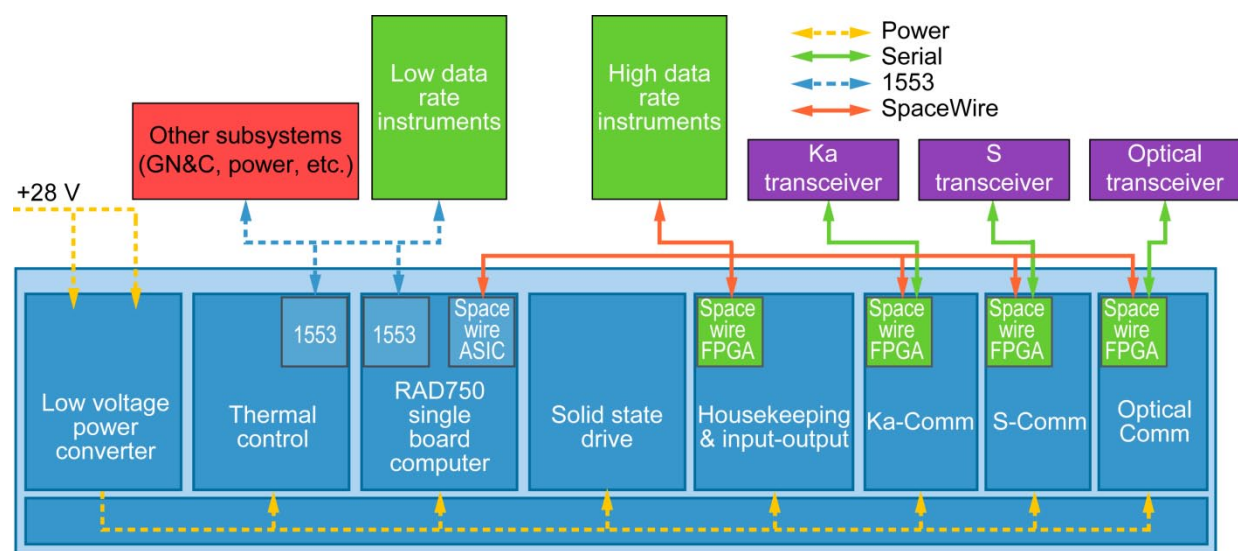 Power
Serial
1553
SpaceWire
Low data
rate
instruments
High data
rate
instruments
Other subsystems
(GN&C, power, etc.)
Ka
transceiver
S
transceiver
Optical
transceiver
+28 V
1553
1553
Space
wire
ASIC
Space
wire
FPGA
Space
wire
FPGA
Space
wire
FPGA
Space
wire
FPGA
Low voltage
power
converter
Thermal
control
RAD750
single
board
computer
Solid state
drive
Housekeeping
& input-output
Ka-Comm
S-Comm
Optical
Comm